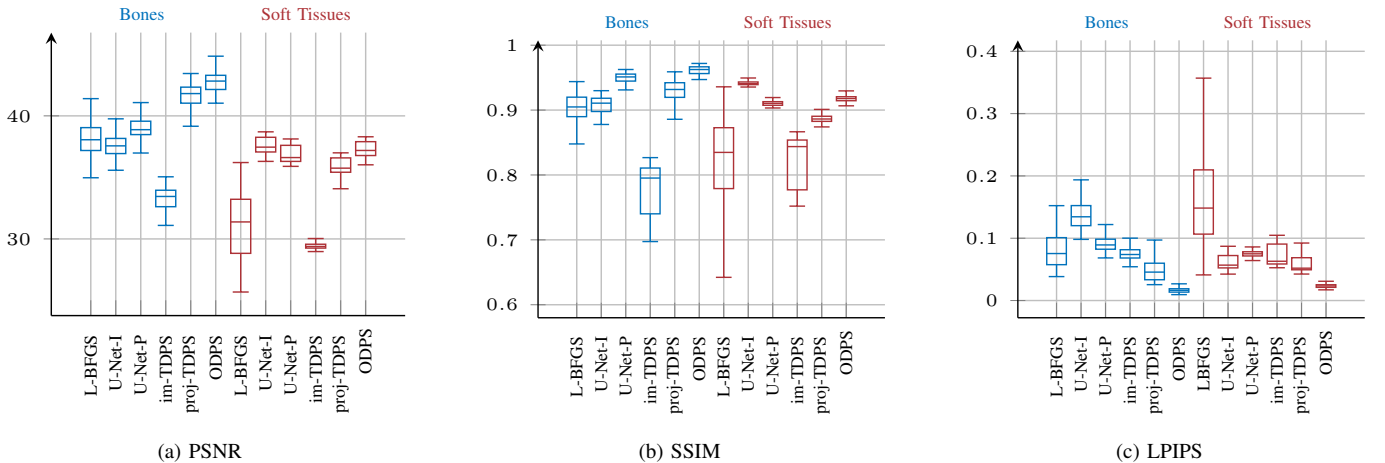 Bones Soft Tissues
40
30
L-BFGS U-Net-I U-Net-P im-TDPS proj-TDPS ODPS L-BFGS U-Net-I U-Net-P im-TDPS proj-TDPS ODPS
(a) PSNR
Bones Soft Tissues
1
0.9
0.8
0.7
0.6
L-BFGS U-Net-I U-Net-P im-TDPS proj-TDPS ODPS L-BFGS U-Net-I U-Net-P im-TDPS proj-TDPS ODPS
(b) SSIM
Bones Soft Tissues
0.4
0.3
0.2
0.1
0
L-BFGS U-Net-I U-Net-P im-TDPS proj-TDPS ODPS LBFGS U-Net-I U-Net-P im-TDPS proj-TDPS ODPS
(c) LPIPS